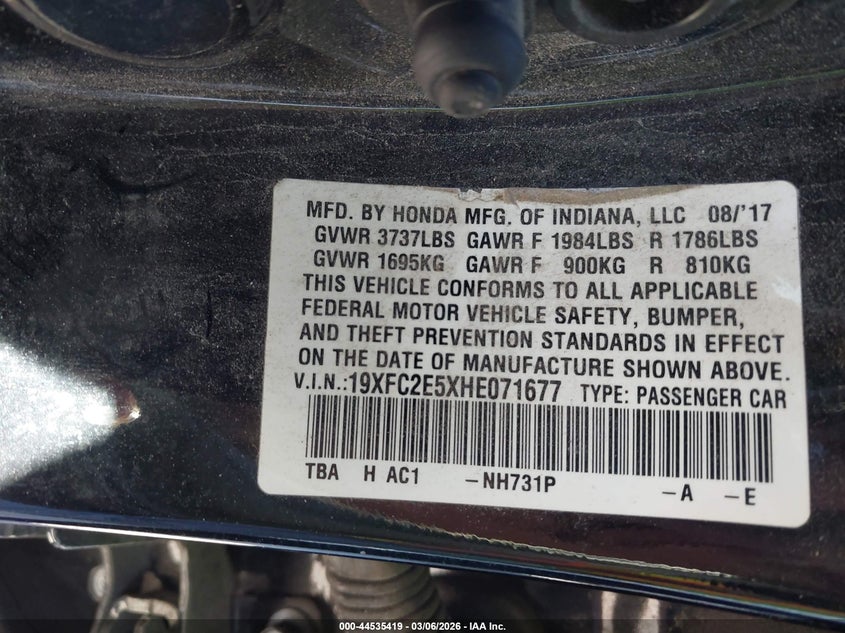 MFD. BY HONDA MFG. OF INDIANA, LLC 08/'17
GVWR 3737LBS GAWR F 1984LBS R 1786LBS
GVWR 1695KG GAWR F 900KG R 810KG
THIS VEHICLE CONFORMS TO ALL APPLICABLE
FEDERAL MOTOR VEHICLE SAFETY, BUMPER,
AND THEFT PREVENTION STANDARDS IN EFFECT
ON THE DATE OF MANUFACTURE SHOWN ABOVE.
V.I.N.:19XFC2E5XHE071677 TYPE: PASSENGER CAR
TBA H AC1 -NH731P -A -E
000-44535419 - 03/06/2026 - IAA Inc.